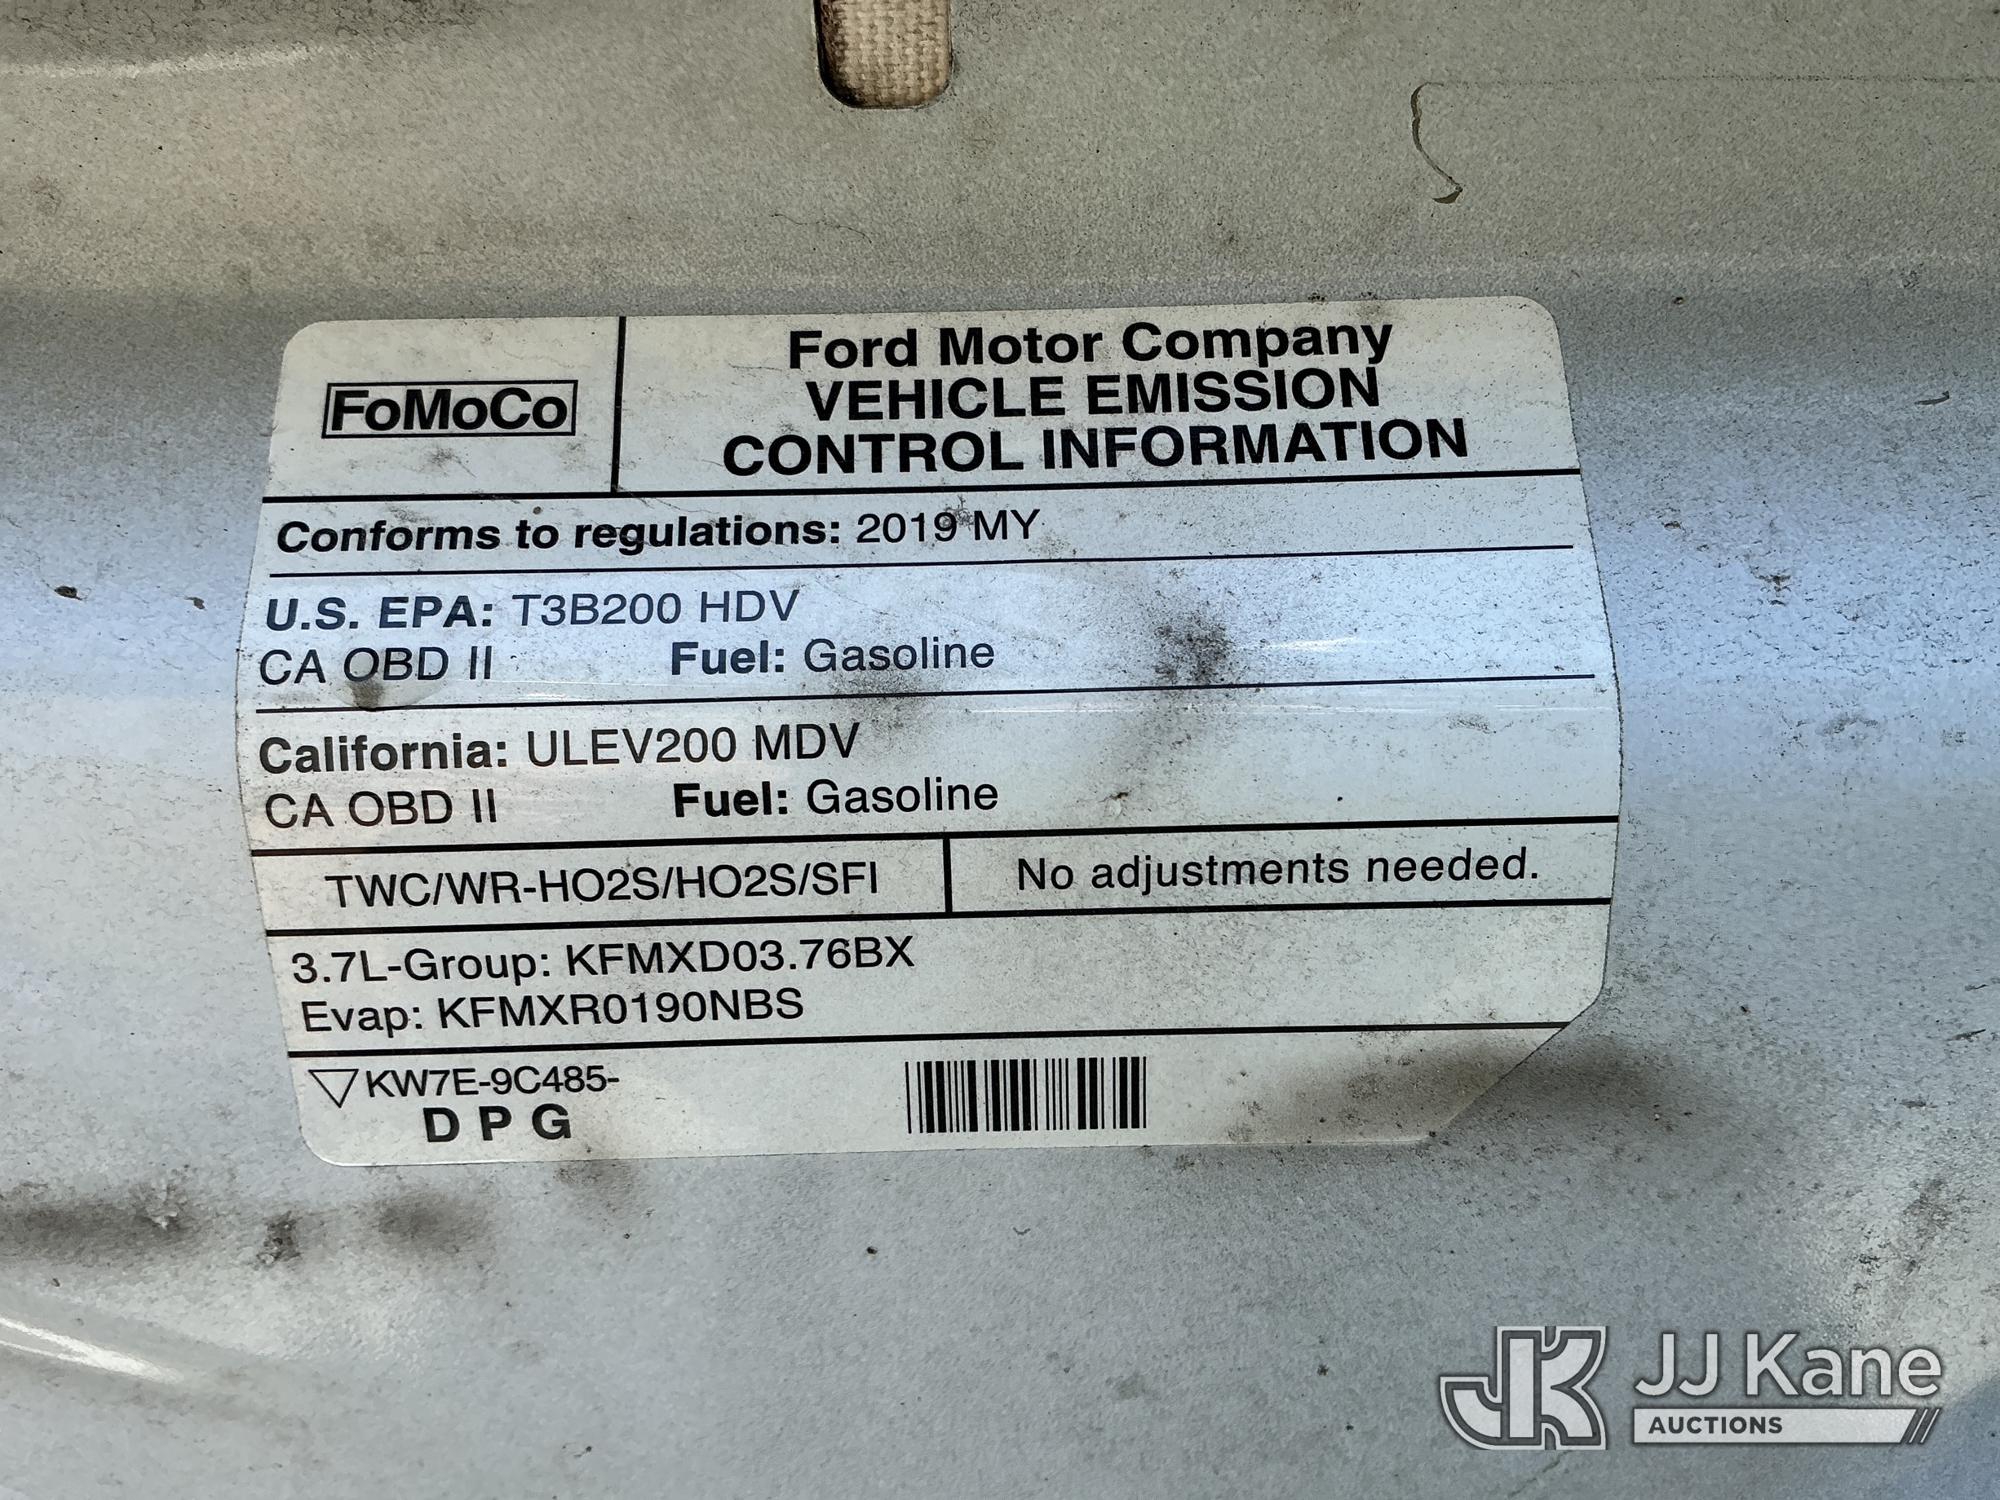 FoMoCo
Ford Motor Company
VEHICLE EMISSION
CONTROL INFORMATION
Conforms to regulations: 2019 MY
U.S. EPA: T3B200 HDV
CA OBD II Fuel: Gasoline
California: ULEV200 MDV
CA OBD II Fuel: Gasoline
TWC/WR-HO2S/HO2S/SFI
No adjustments needed.
3.7L-Group: KFMXD03.76BX
Evap: KFMXR0190NBS
KW7E-9C485-
D P G
JK JJ Kane
AUCTIONS